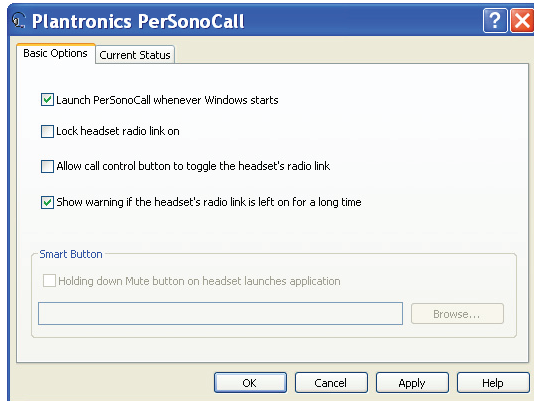 Plantronics PerSonoCall
Basic Options Current Status
Launch PerSonoCall whenever Windows starts
Lock headset radio link on
Allow call control button to toggle the headset's radio link
Show warning if the headset's radio link is left on for a long time
Smart Button
Holding down Mute button on headset launches application
Browse...
OK Cancel Apply Help